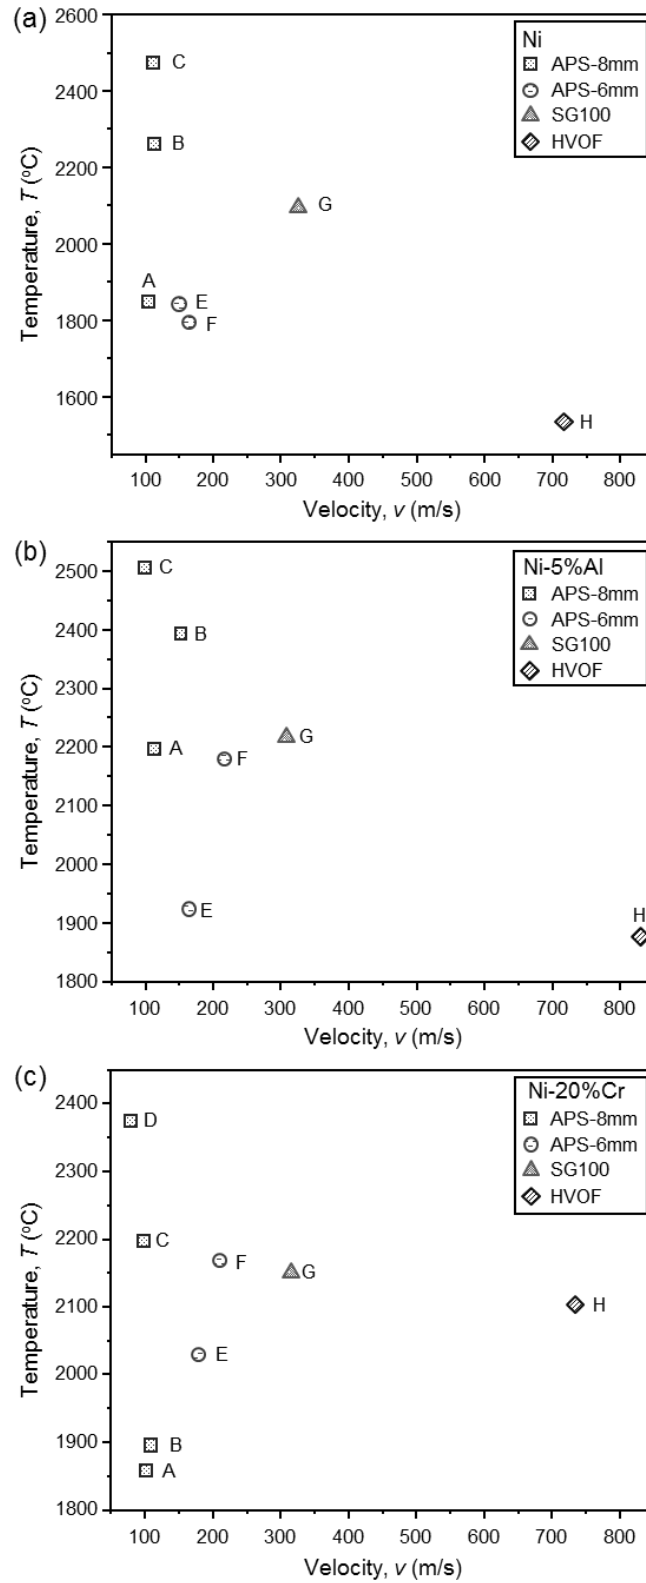 (a)
2600
2400
2200
2000
1800
1600
Temperature, T (°C)
C
B
A
E
F
G
H
Ni
APS-8mm
APS-6mm
SG100
HVOF
100 200 300 400 500 600 700 800
Velocity, v (m/s)
(b)
2500
2400
2300
2200
2100
2000
1900
1800
Temperature, T (°C)
C
B
A
F
G
E
H
Ni-5%Al
APS-8mm
APS-6mm
SG100
HVOF
100 200 300 400 500 600 700 800
Velocity, v (m/s)
(c)
2400
2300
2200
2100
2000
1900
1800
Temperature, T (°C)
D
C
F
G
H
E
B
A
Ni-20%Cr
APS-8mm
APS-6mm
SG100
HVOF
100 200 300 400 500 600 700 800
Velocity, v (m/s)